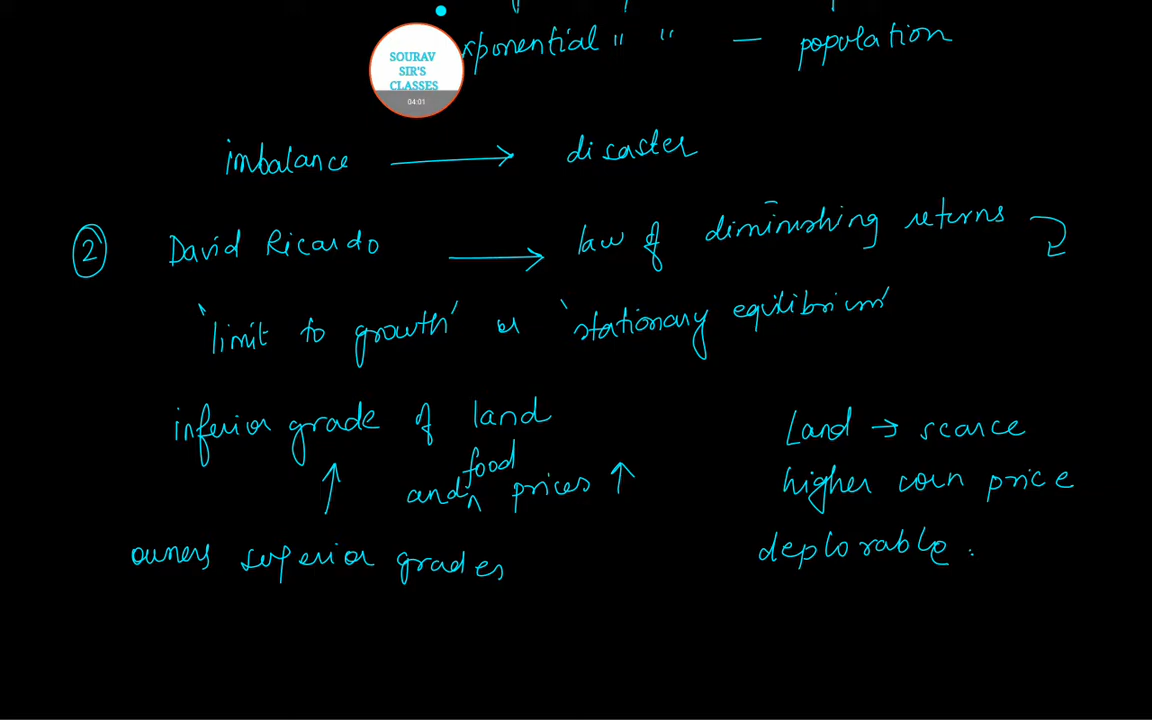 xponential " " — population
SOURAV
SIR'S
CLASSES
04:01
imbalance → disaster
② David Ricardo → law of diminishing returns
'limit to growth' or 'stationary equilibrium'
inferior grade of land
↑ and food prices ↑
owners superior grades
Land → scarce
higher corn price
deplorable .